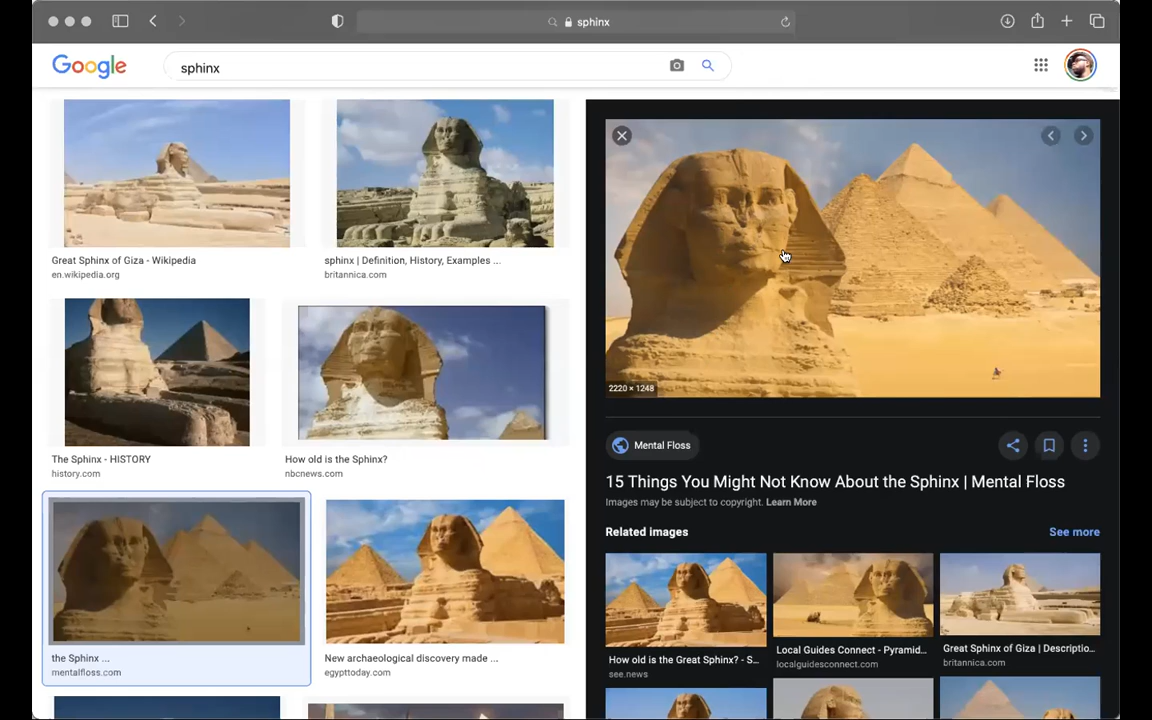 sphinx
Google
sphinx
Great Sphinx of Giza - Wikipedia
en.wikipedia.org
sphinx | Definition, History, Examples ...
britannica.com
The Sphinx - HISTORY
history.com
How old is the Sphinx?
nbcnews.com
the Sphinx ...
mentalfloss.com
New archaeological discovery made ...
egypttoday.com
2220 × 1248
Mental Floss
15 Things You Might Not Know About the Sphinx | Mental Floss
Images may be subject to copyright. Learn More
Related images
See more
How old is the Great Sphinx? - S...
see.news
Local Guides Connect - Pyramid...
localguidesconnect.com
Great Sphinx of Giza | Descriptio...
britannica.com